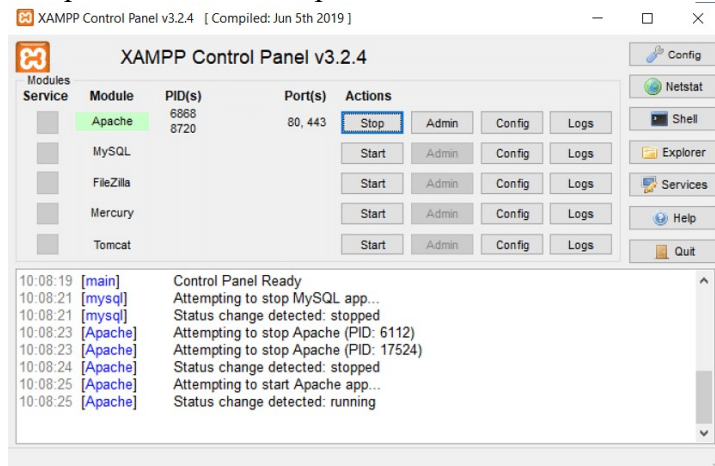 XAMPP Control Panel v3.2.4 [ Compiled: Jun 5th 2019 ]
XAMPP Control Panel v3.2.4
Config
Modules
Service Module PID(s) Port(s) Actions
Netstat
Apache 6868 8720 80, 443 Stop Admin Config Logs
Shell
MySQL Start Admin Config Logs
Explorer
FileZilla Start Admin Config Logs
Services
Mercury Start Admin Config Logs
Help
Tomcat Start Admin Config Logs
Quit
10:08:19 [main] Control Panel Ready
10:08:21 [mysql] Attempting to stop MySQL app...
10:08:21 [mysql] Status change detected: stopped
10:08:23 [Apache] Attempting to stop Apache (PID: 6112)
10:08:23 [Apache] Attempting to stop Apache (PID: 17524)
10:08:24 [Apache] Status change detected: stopped
10:08:25 [Apache] Attempting to start Apache app...
10:08:25 [Apache] Status change detected: running